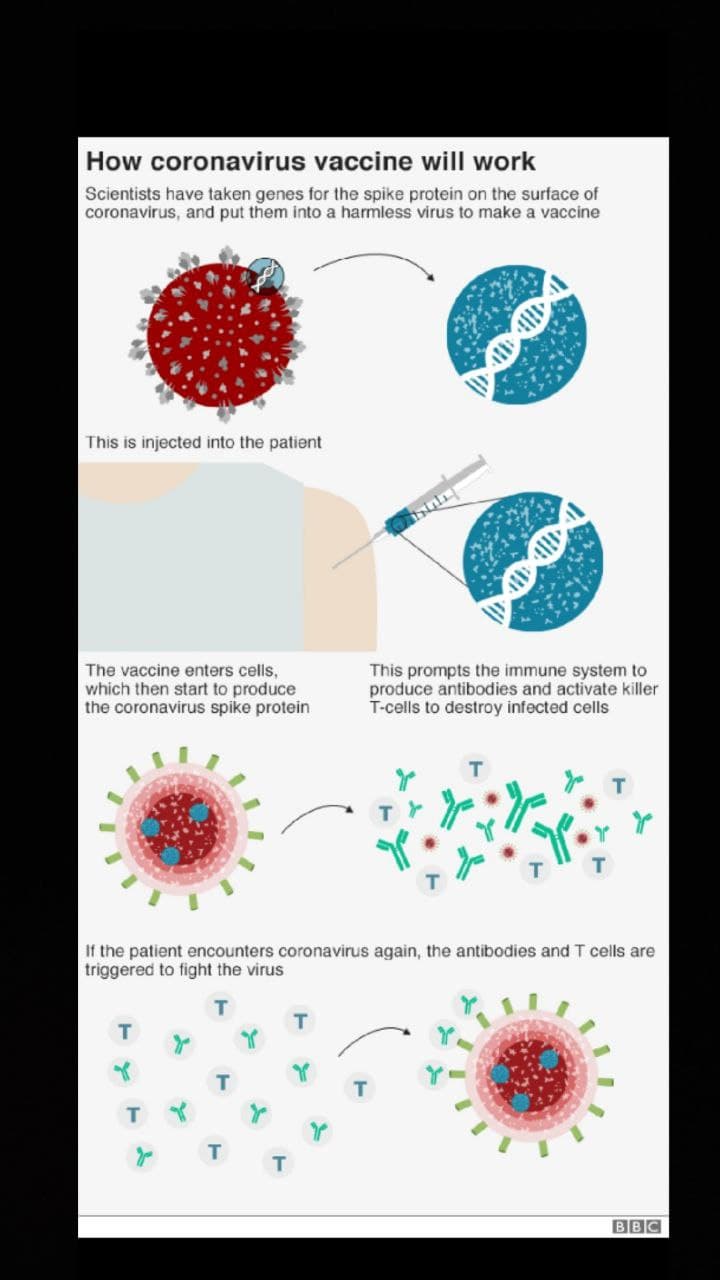 How coronavirus vaccine will work
Scientists have taken genes for the spike protein on the surface of
coronavirus, and put them into a harmless virus to make a vaccine
This is injected into the patient
The vaccine enters cells,
which then start to produce
the coronavirus spike protein
This prompts the immune system to
produce antibodies and activate killer
T-cells to destroy infected cells
T
T
T
T
T
T
If the patient encounters coronavirus again, the antibodies and T cells are
triggered to fight the virus
T
T
T
T
T
T
T
T
BBC